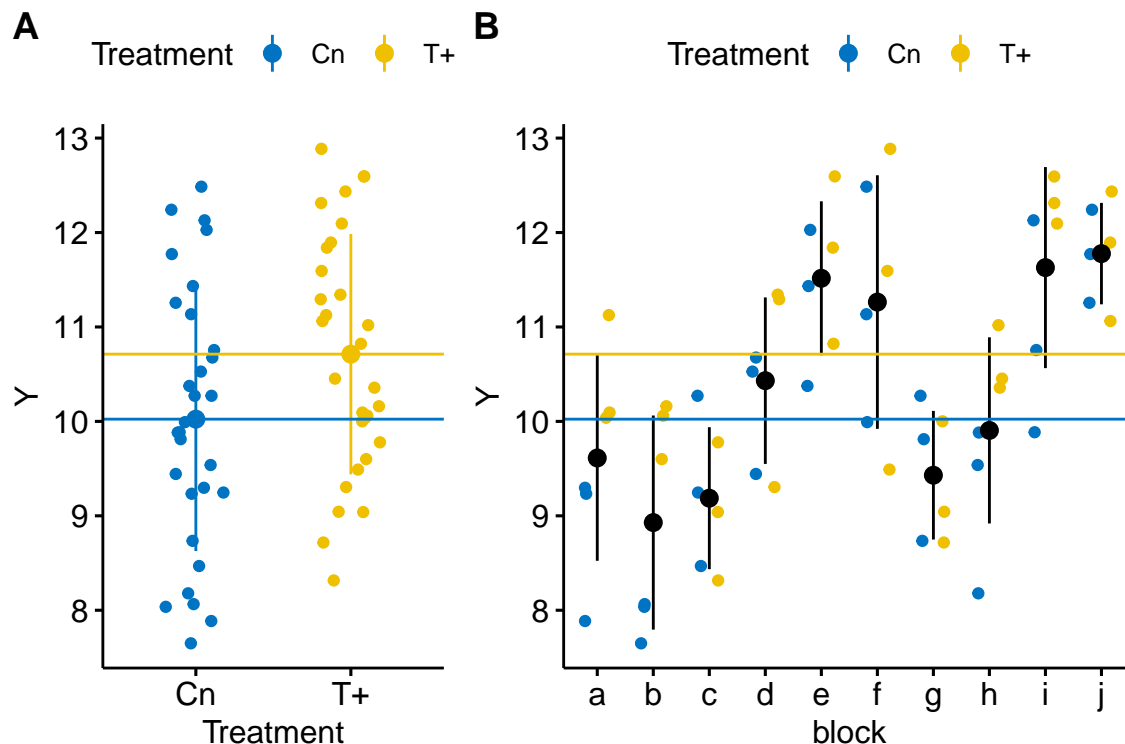 A
Treatment Cn T+
13
12
11
10
9
8
Y
Cn T+
Treatment
B
Treatment Cn T+
13
12
11
10
9
8
Y
a b c d e f g h i j
block